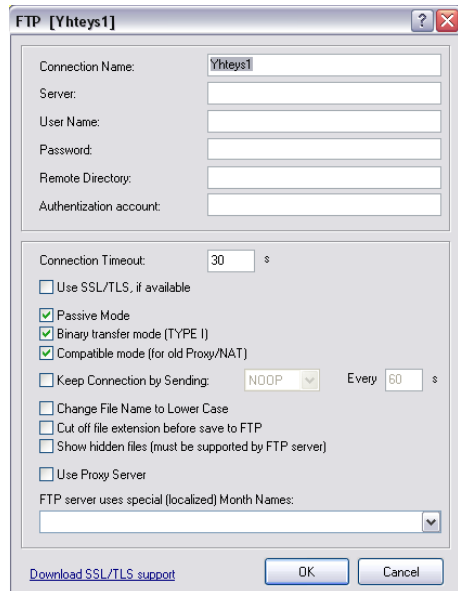 FTP [Yhteys1]
Connection Name: Yhteys1
Server:
User Name:
Password:
Remote Directory:
Authentization account:
Connection Timeout: 30 s
Use SSL/TLS, if available
Passive Mode
Binary transfer mode (TYPE I)
Compatible mode (for old Proxy/NAT)
Keep Connection by Sending: NOOP Every 60 s
Change File Name to Lower Case
Cut off file extension before save to FTP
Show hidden files (must be supported by FTP server)
Use Proxy Server
FTP server uses special (localized) Month Names:
Download SSL/TLS support OK Cancel